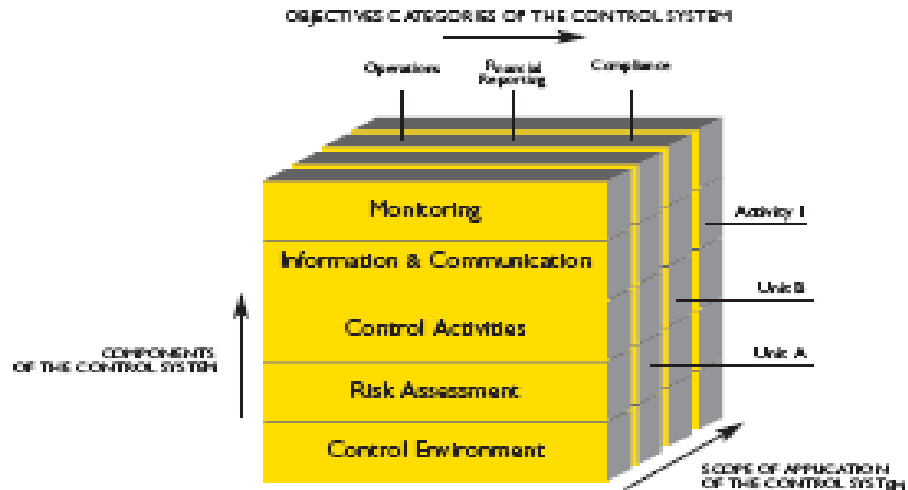 OBJECTIVES CATEGORIES OF THE CONTROL SYSTEM
Operations
Financial
Reporting
Compliance
Monitoring
Activity 1
Information & Communication
Unit B
Control Activities
COMPONENTS
OF THE CONTROL SYSTEM
Unit A
Risk Assessment
Control Environment
SCOPE OF APPLICATION
OF THE CONTROL SYSTEM